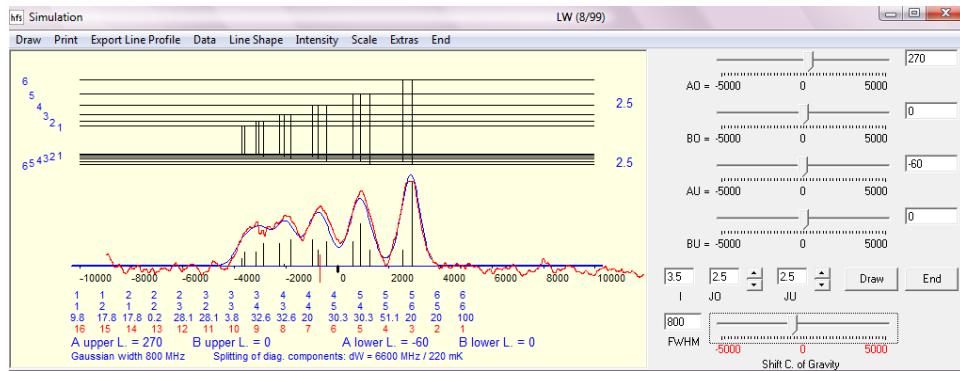 hfs Simulation LW (8/99)
Draw Print Export Line Profile Data Line Shape Intensity Scale Extras End
6
5
4
3
2
1
2.5
6 5 4 3 2 1
2.5
-10000 -8000 -6000 -4000 -2000 0 2000 4000 6000 8000 10000
1 1 2 2 2 3 3 3 4 4 4 5 5 5 6 6
1 2 1 3 2 2 3 4 3 4 5 4 5 6 5 6
9.8 17.8 17.8 0.2 28.1 28.1 3.8 32.6 32.6 20 30.3 30.3 51.1 20 20 100
16 15 14 13 12 11 10 9 8 7 6 5 4 3 2 1
A upper L. = 270 B upper L. = 0 A lower L. = -60 B lower L. = 0
Gaussian width 800 MHz Splitting of diag. components: dW = 6600 MHz / 220 mK
270
AO = -5000 0 5000
0
BO = -5000 0 5000
-60
AU = -5000 0 5000
0
BU = -5000 0 5000
3.5 2.5 2.5 Draw End
I JO JU
800
FWHM -5000 0 5000
Shift C. of Gravity